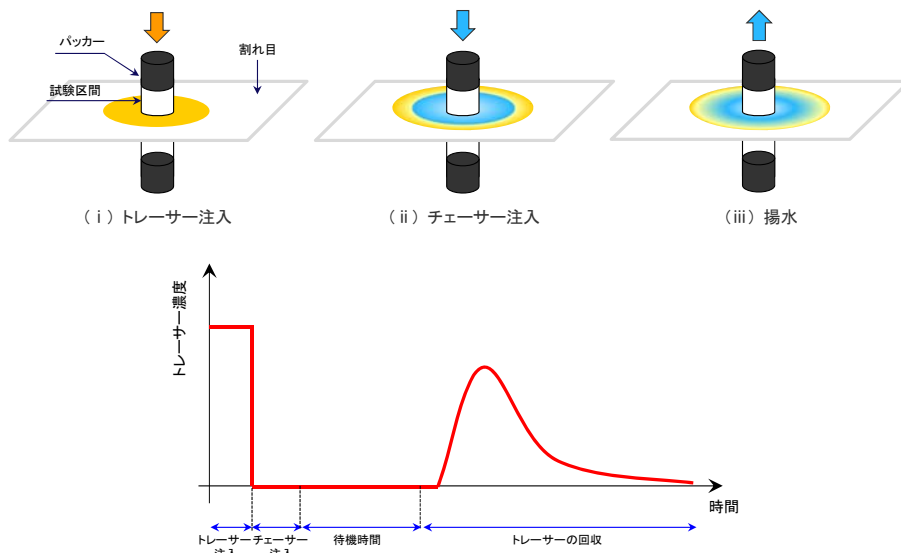 パッカー
割れ目
試験区間
（ⅰ）トレーサー注入
（ⅱ）チェーサー注入
（ⅲ）揚水
トレーサー濃度
時間
トレーサー
注入
チェーサー
注入
待機時間
トレーサーの回収